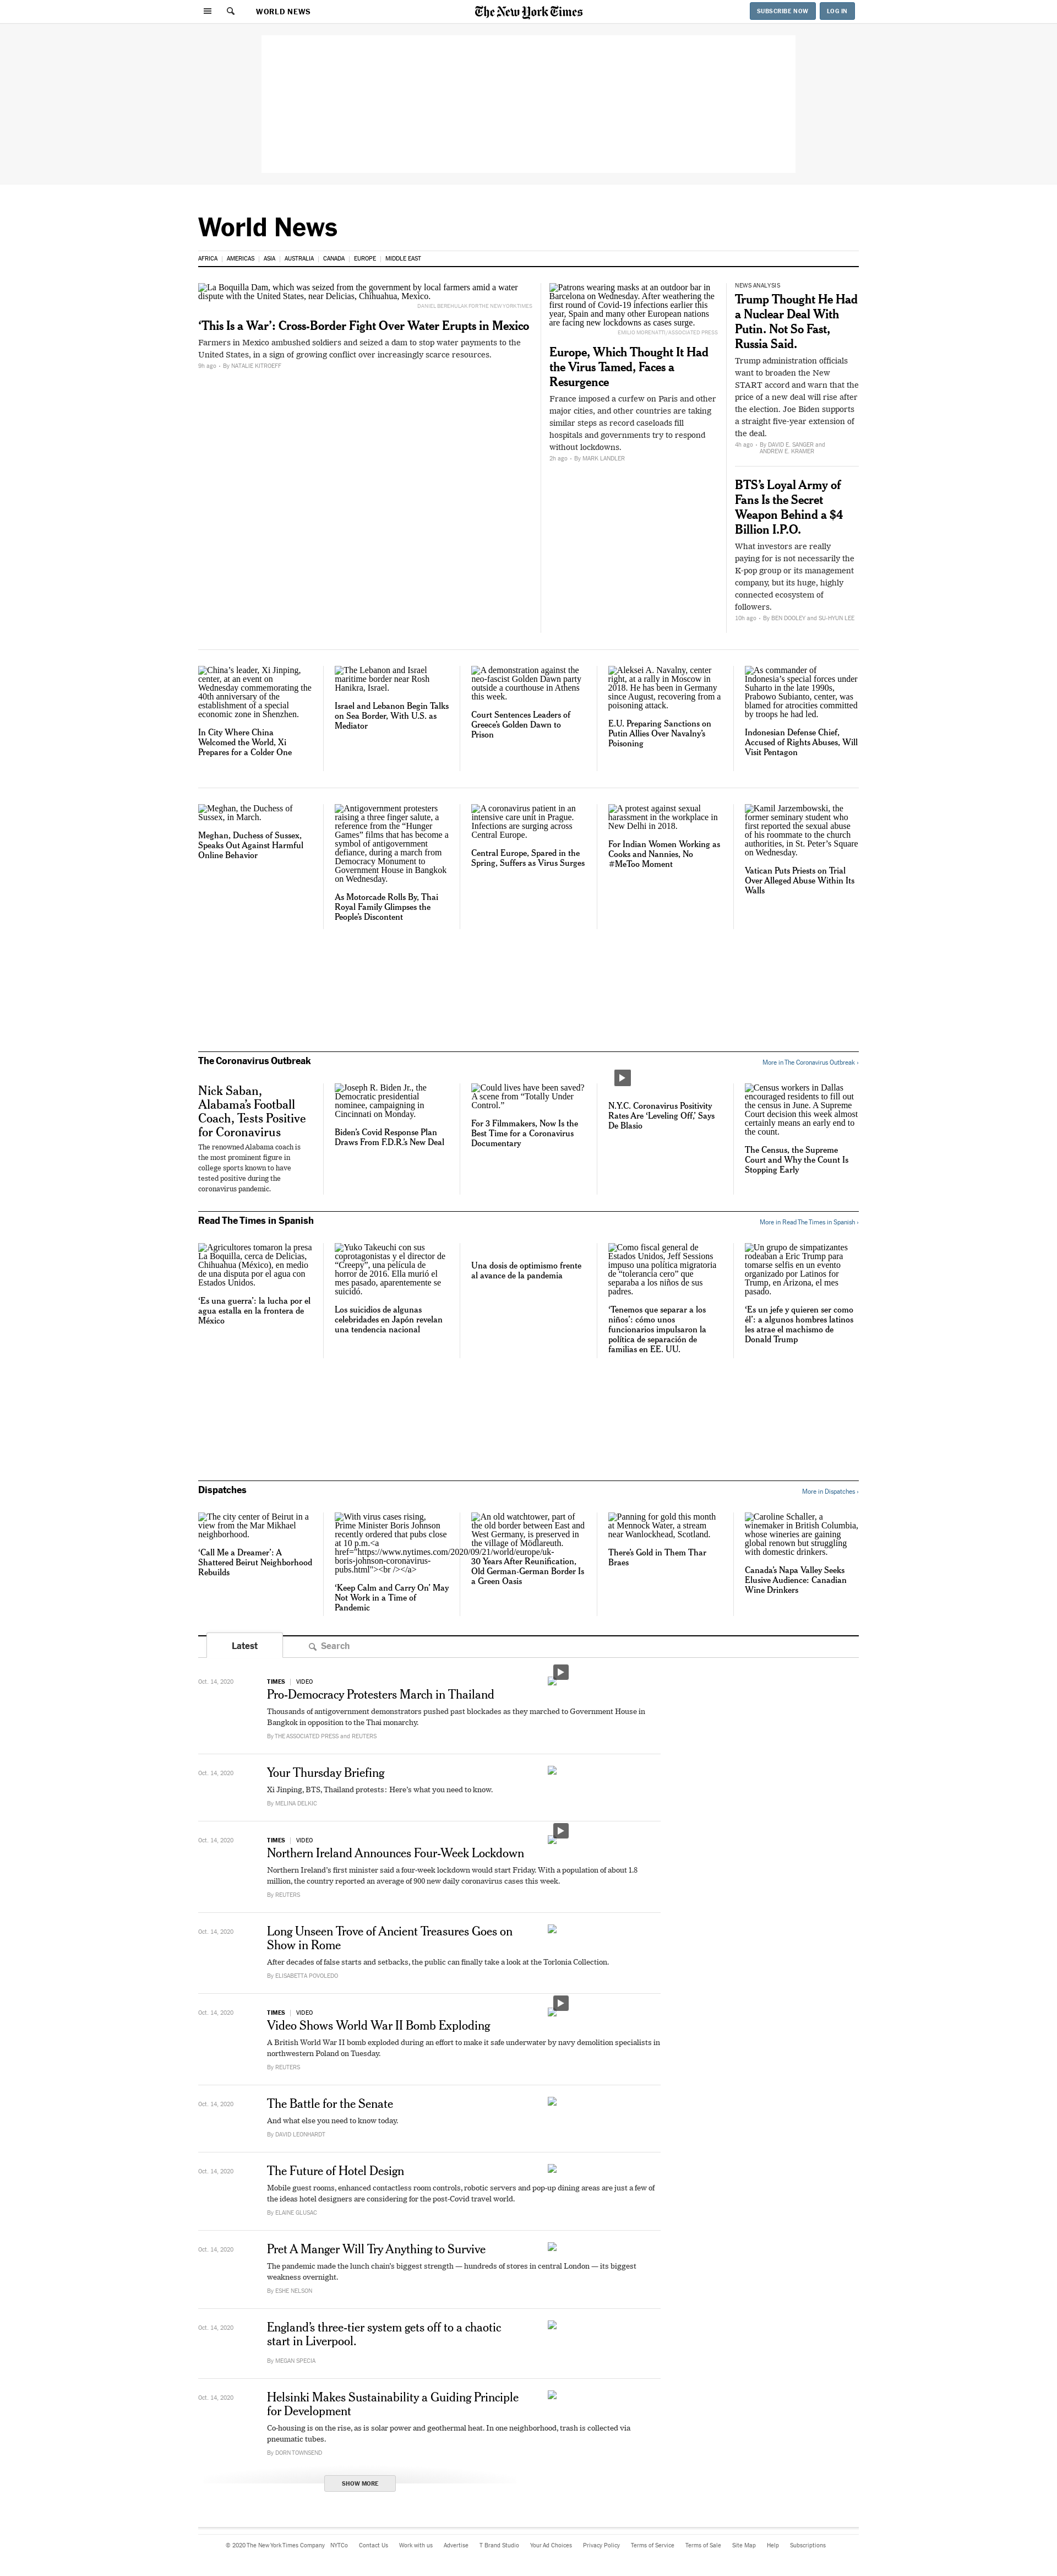 WORLD NEWS
The New York Times
SUBSCRIBE NOW
LOG IN
World News
AFRICA
AMERICAS
ASIA
AUSTRALIA
CANADA
EUROPE
MIDDLE EAST
La Boquilla Dam, which was seized from the government by local farmers amid a water
dispute with the United States, near Delicias, Chihuahua, Mexico.
DANIEL BEREHULAK FOR THE NEW YORK TIMES
‘This Is a War’: Cross-Border Fight Over Water Erupts in Mexico
Farmers in Mexico ambushed soldiers and seized a dam to stop water payments to the
United States, in a sign of growing conflict over increasingly scarce resources.
9h ago • By NATALIE KITROEFF
Patrons wearing masks at an outdoor bar in
Barcelona on Wednesday. After weathering the
first round of Covid-19 infections earlier this
year, Spain and many other European nations
are facing new lockdowns as cases surge.
EMILIO MORENATTI/ASSOCIATED PRESS
Europe, Which Thought It Had
the Virus Tamed, Faces a
Resurgence
France imposed a curfew on Paris and other
major cities, and other countries are taking
similar steps as record caseloads fill
hospitals and governments try to respond
without lockdowns.
2h ago • By MARK LANDLER
NEWS ANALYSIS
Trump Thought He Had
a Nuclear Deal With
Putin. Not So Fast,
Russia Said.
Trump administration officials
want to broaden the New
START accord and warn that the
price of a new deal will rise after
the election. Joe Biden supports
a straight five-year extension of
the deal.
4h ago • By DAVID E. SANGER and
ANDREW E. KRAMER
BTS’s Loyal Army of
Fans Is the Secret
Weapon Behind a $4
Billion I.P.O.
What investors are really
paying for is not necessarily the
K-pop group or its management
company, but its huge, highly
connected ecosystem of
followers.
10h ago • By BEN DOOLEY and SU-HYUN LEE
China’s leader, Xi Jinping,
center, at an event on
Wednesday commemorating the
40th anniversary of the
establishment of a special
economic zone in Shenzhen.
In City Where China
Welcomed the World, Xi
Prepares for a Colder One
The Lebanon and Israel
maritime border near Rosh
Hanikra, Israel.
Israel and Lebanon Begin Talks
on Sea Border, With U.S. as
Mediator
A demonstration against the
neo-fascist Golden Dawn party
outside a courthouse in Athens
this week.
Court Sentences Leaders of
Greece’s Golden Dawn to
Prison
Aleksei A. Navalny, center
right, at a rally in Moscow in
2018. He has been in Germany
since August, recovering from a
poisoning attack.
E.U. Preparing Sanctions on
Putin Allies Over Navalny’s
Poisoning
As commander of
Indonesia’s special forces under
Suharto in the late 1990s,
Prabowo Subianto, center, was
blamed for atrocities committed
by troops he had led.
Indonesian Defense Chief,
Accused of Rights Abuses, Will
Visit Pentagon
Meghan, the Duchess of
Sussex, in March.
Meghan, Duchess of Sussex,
Speaks Out Against Harmful
Online Behavior
Antigovernment protesters
raising a three finger salute, a
reference from the “Hunger
Games” films that has become a
symbol of antigovernment
defiance, during a march from
Democracy Monument to
Government House in Bangkok
on Wednesday.
As Motorcade Rolls By, Thai
Royal Family Glimpses the
People’s Discontent
A coronavirus patient in an
intensive care unit in Prague.
Infections are surging across
Central Europe.
Central Europe, Spared in the
Spring, Suffers as Virus Surges
A protest against sexual
harassment in the workplace in
New Delhi in 2018.
For Indian Women Working as
Cooks and Nannies, No
#MeToo Moment
Kamil Jarzembowski, the
former seminary student who
first reported the sexual abuse
of his roommate to the church
authorities, in St. Peter’s Square
on Wednesday.
Vatican Puts Priests on Trial
Over Alleged Abuse Within Its
Walls
The Coronavirus Outbreak
More in The Coronavirus Outbreak ›
Nick Saban,
Alabama’s Football
Coach, Tests Positive
for Coronavirus
The renowned Alabama coach is
the most prominent figure in
college sports known to have
tested positive during the
coronavirus pandemic.
Joseph R. Biden Jr., the
Democratic presidential
nominee, campaigning in
Cincinnati on Monday.
Biden’s Covid Response Plan
Draws From F.D.R.’s New Deal
Could lives have been saved?
A scene from “Totally Under
Control.”
For 3 Filmmakers, Now Is the
Best Time for a Coronavirus
Documentary
N.Y.C. Coronavirus Positivity
Rates Are ‘Leveling Off,’ Says
De Blasio
Census workers in Dallas
encouraged residents to fill out
the census in June. A Supreme
Court decision this week almost
certainly means an early end to
the count.
The Census, the Supreme
Court and Why the Count Is
Stopping Early
Read The Times in Spanish
More in Read The Times in Spanish ›
Agricultores tomaron la presa
La Boquilla, cerca de Delicias,
Chihuahua (México), en medio
de una disputa por el agua con
Estados Unidos.
‘Es una guerra’: la lucha por el
agua estalla en la frontera de
México
Yuko Takeuchi con sus
coprotagonistas y el director de
“Creepy”, una película de
horror de 2016. Ella murió el
mes pasado, aparentemente se
suicidó.
Los suicidios de algunas
celebridades en Japón revelan
una tendencia nacional
Una dosis de optimismo frente
al avance de la pandemia
Como fiscal general de
Estados Unidos, Jeff Sessions
impuso una política migratoria
de “tolerancia cero” que
separaba a los niños de sus
padres.
‘Tenemos que separar a los
niños’: cómo unos
funcionarios impulsaron la
política de separación de
familias en EE. UU.
Un grupo de simpatizantes
rodeaban a Eric Trump para
tomarse selfis en un evento
organizado por Latinos for
Trump, en Arizona, el mes
pasado.
‘Es un jefe y quieren ser como
él’: a algunos hombres latinos
les atrae el machismo de
Donald Trump
Dispatches
More in Dispatches ›
The city center of Beirut in a
view from the Mar Mikhael
neighborhood.
‘Call Me a Dreamer’: A
Shattered Beirut Neighborhood
Rebuilds
With virus cases rising,
Prime Minister Boris Johnson
recently ordered that pubs close
at 10 p.m.<a
href="https://www.nytimes.com/2020/09/21/world/europe/uk-
boris-johnson-coronavirus-
pubs.html"><br /></a>
‘Keep Calm and Carry On’ May
Not Work in a Time of
Pandemic
An old watchtower, part of
the old border between East and
West Germany, is preserved in
the village of Mödlareuth.
30 Years After Reunification,
Old German-German Border Is
a Green Oasis
Panning for gold this month
at Mennock Water, a stream
near Wanlockhead, Scotland.
There’s Gold in Them Thar
Braes
Caroline Schaller, a
winemaker in British Columbia,
whose wineries are gaining
global renown but struggling
with domestic drinkers.
Canada’s Napa Valley Seeks
Elusive Audience: Canadian
Wine Drinkers
Latest
Search
Oct. 14, 2020
TIMES | VIDEO
Pro-Democracy Protesters March in Thailand
Thousands of antigovernment demonstrators pushed past blockades as they marched to Government House in
Bangkok in opposition to the Thai monarchy.
By THE ASSOCIATED PRESS and REUTERS
Oct. 14, 2020
Your Thursday Briefing
Xi Jinping, BTS, Thailand protests: Here’s what you need to know.
By MELINA DELKIC
Oct. 14, 2020
TIMES | VIDEO
Northern Ireland Announces Four-Week Lockdown
Northern Ireland’s first minister said a four-week lockdown would start Friday. With a population of about 1.8
million, the country reported an average of 900 new daily coronavirus cases this week.
By REUTERS
Oct. 14, 2020
Long Unseen Trove of Ancient Treasures Goes on
Show in Rome
After decades of false starts and setbacks, the public can finally take a look at the Torlonia Collection.
By ELISABETTA POVOLEDO
Oct. 14, 2020
TIMES | VIDEO
Video Shows World War II Bomb Exploding
A British World War II bomb exploded during an effort to make it safe underwater by navy demolition specialists in
northwestern Poland on Tuesday.
By REUTERS
Oct. 14, 2020
The Battle for the Senate
And what else you need to know today.
By DAVID LEONHARDT
Oct. 14, 2020
The Future of Hotel Design
Mobile guest rooms, enhanced contactless room controls, robotic servers and pop-up dining areas are just a few of
the ideas hotel designers are considering for the post-Covid travel world.
By ELAINE GLUSAC
Oct. 14, 2020
Pret A Manger Will Try Anything to Survive
The pandemic made the lunch chain’s biggest strength — hundreds of stores in central London — its biggest
weakness overnight.
By ESHE NELSON
Oct. 14, 2020
England’s three-tier system gets off to a chaotic
start in Liverpool.
By MEGAN SPECIA
Oct. 14, 2020
Helsinki Makes Sustainability a Guiding Principle
for Development
Co-housing is on the rise, as is solar power and geothermal heat. In one neighborhood, trash is collected via
pneumatic tubes.
By DORN TOWNSEND
SHOW MORE
© 2020 The New York Times Company NYTCo Contact Us Work with us Advertise T Brand Studio Your Ad Choices Privacy Policy Terms of Service Terms of Sale Site Map Help Subscriptions